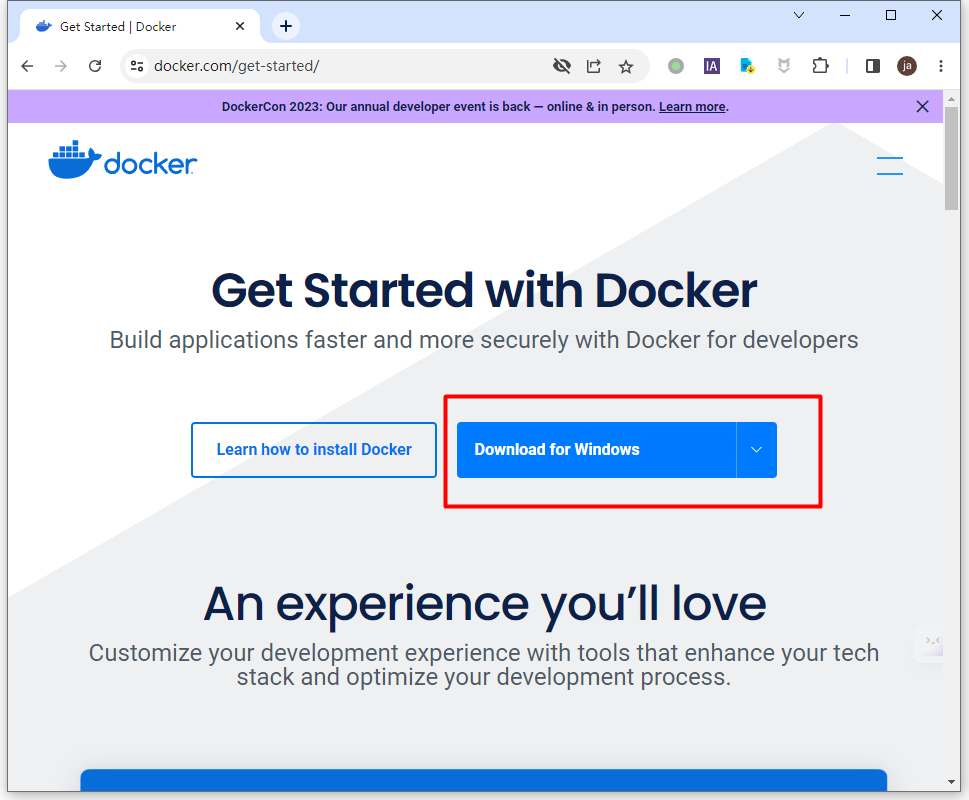 Get Started | Docker
docker.com/get-started/
IA
ja
DockerCon 2023: Our annual developer event is back — online & in person. Learn more.
docker
Get Started with Docker
Build applications faster and more securely with Docker for developers
Learn how to install Docker
Download for Windows
An experience you’ll love
Customize your development experience with tools that enhance your tech
stack and optimize your development process.